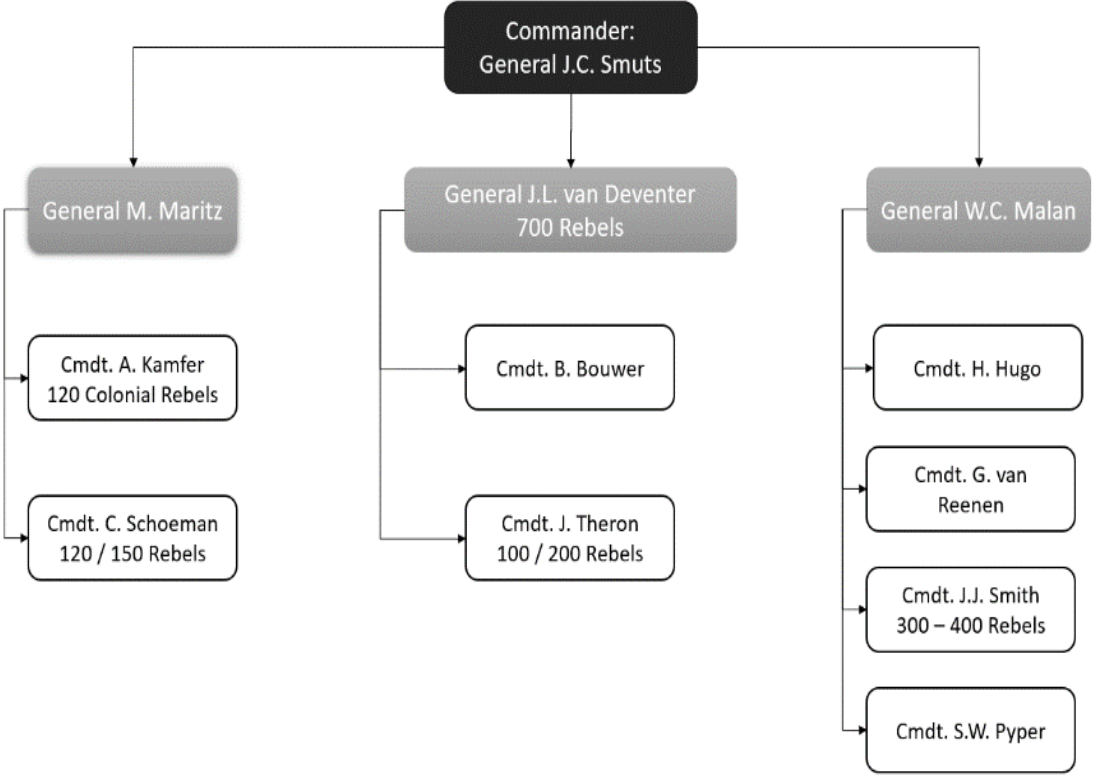 Commander:
General J.C. Smuts
General M. Maritz
General J.L. van Deventer
700 Rebels
General W.C. Malan
Cmdt. A. Kamfer
120 Colonial Rebels
Cmdt. C. Schoeman
120 / 150 Rebels
Cmdt. B. Bouwer
Cmdt. J. Theron
100 / 200 Rebels
Cmdt. H. Hugo
Cmdt. G. van
Reenen
Cmdt. J.J. Smith
300 – 400 Rebels
Cmdt. S.W. Pyper